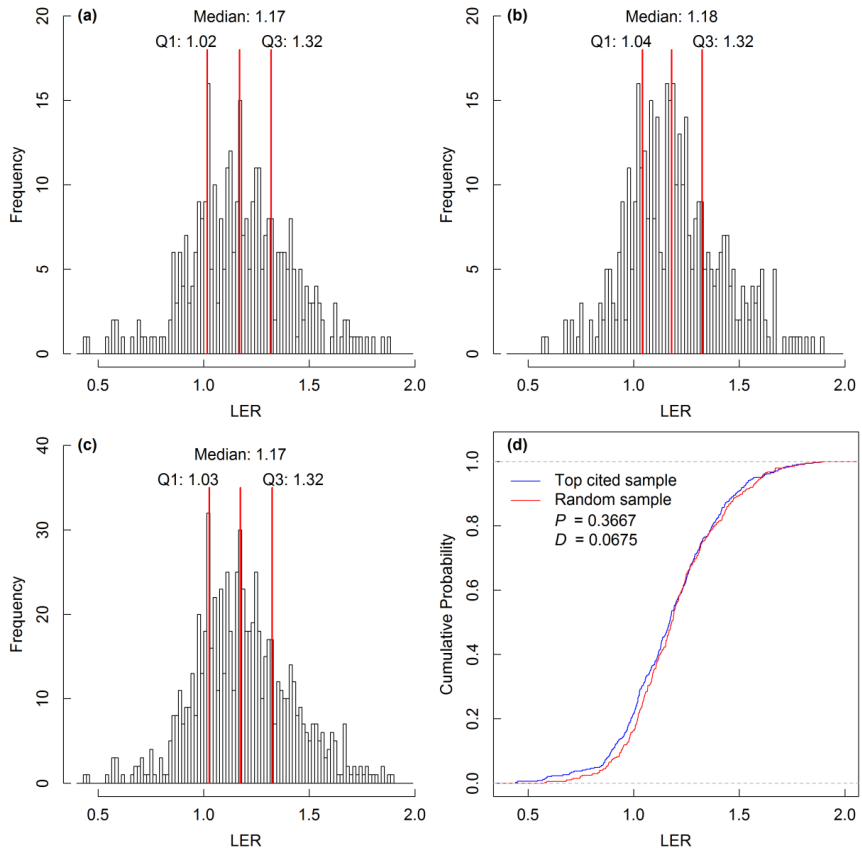 (a)
Median: 1.17
Q1: 1.02 Q3: 1.32
20
15
10
5
0
Frequency
0.5 1.0 1.5 2.0
LER
(b)
Median: 1.18
Q1: 1.04 Q3: 1.32
20
15
10
5
0
Frequency
0.5 1.0 1.5 2.0
LER
(c)
Median: 1.17
Q1: 1.03 Q3: 1.32
40
30
20
10
0
Frequency
0.5 1.0 1.5 2.0
LER
(d)
Top cited sample
Random sample
P = 0.3667
D = 0.0675
1.0
0.8
0.6
0.4
0.2
0.0
Cumulative Probability
0.5 1.0 1.5 2.0
LER